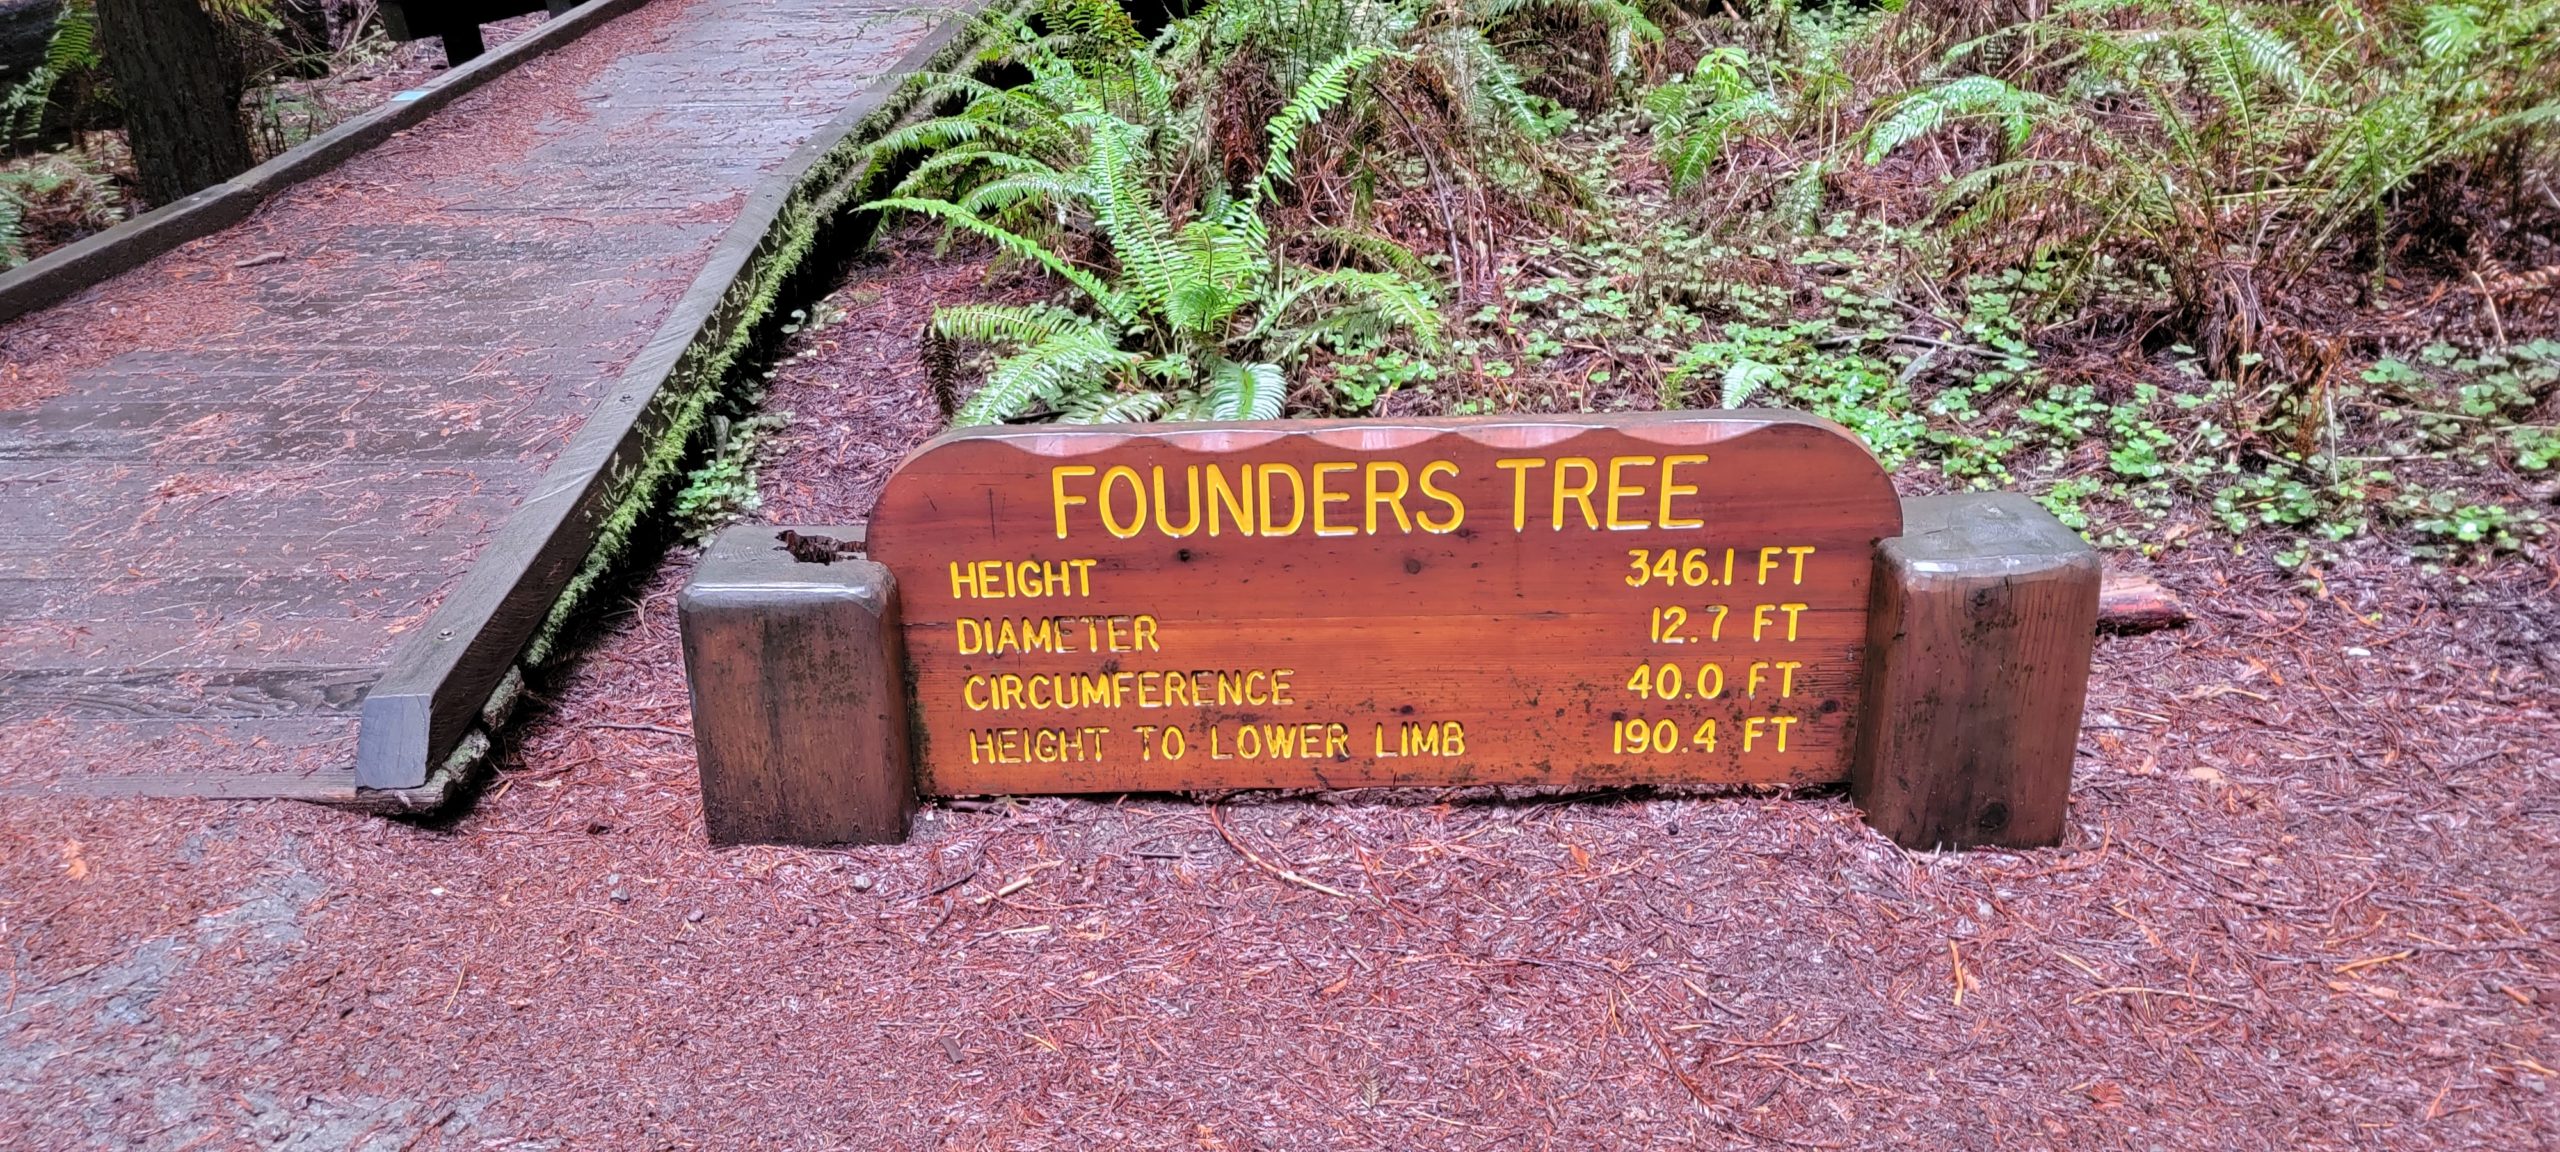 FOUNDERS TREE
HEIGHT 346.1 FT
DIAMETER 12.7 FT
CIRCUMFERENCE 40.0 FT
HEIGHT TO LOWER LIMB 190.4 FT